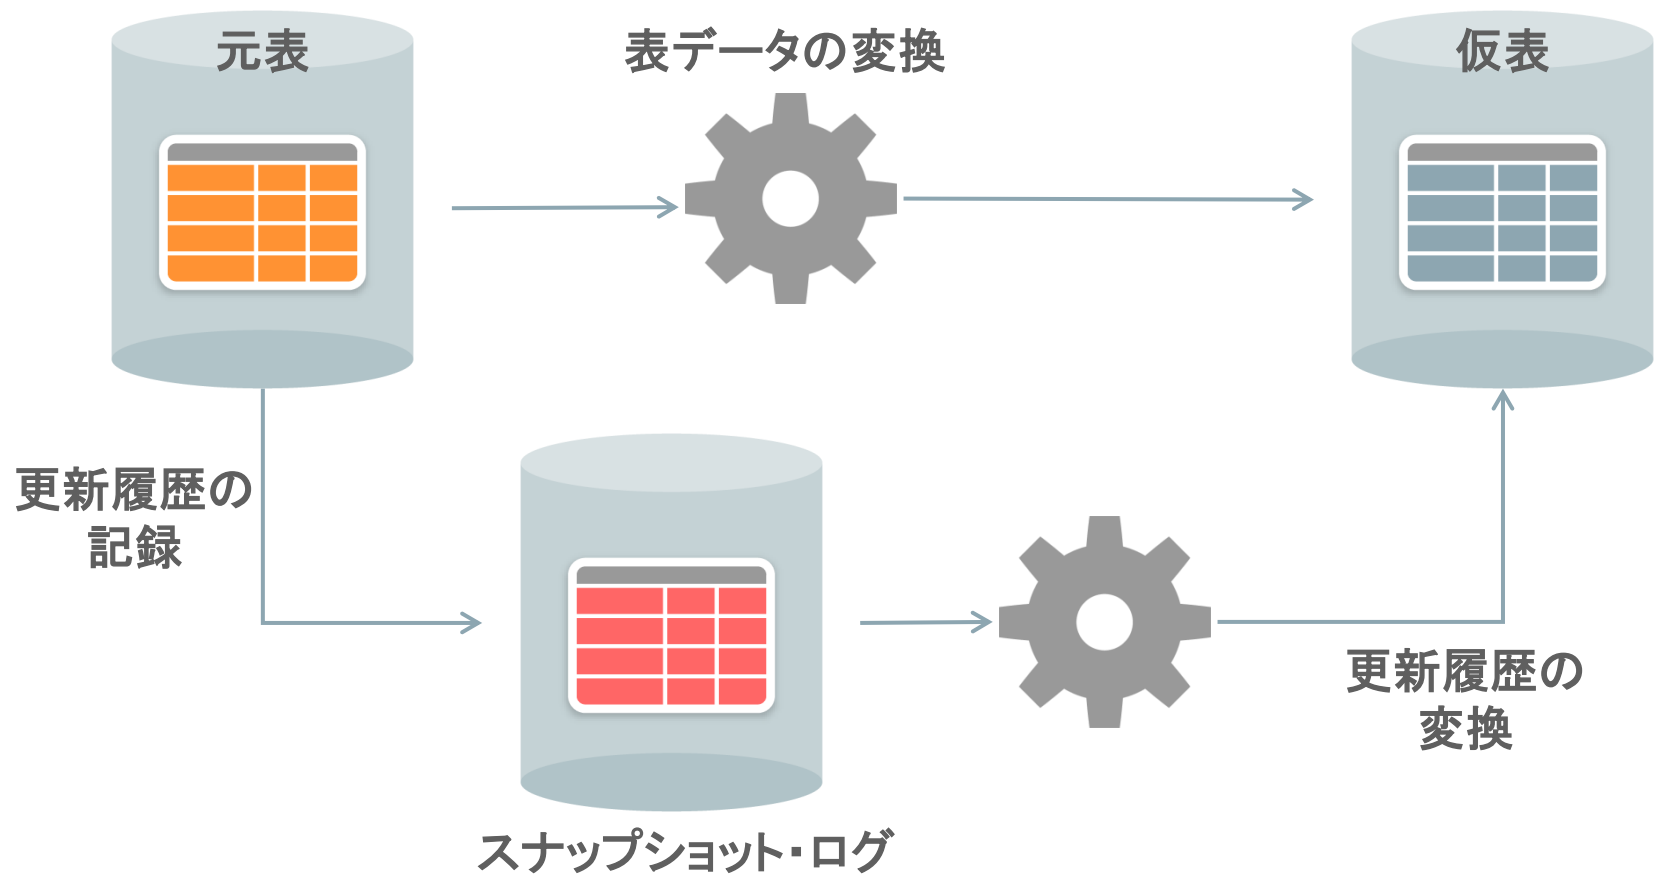 元表
表データの変換
仮表
更新履歴の
記録
更新履歴の
変換
スナップショット・ログ